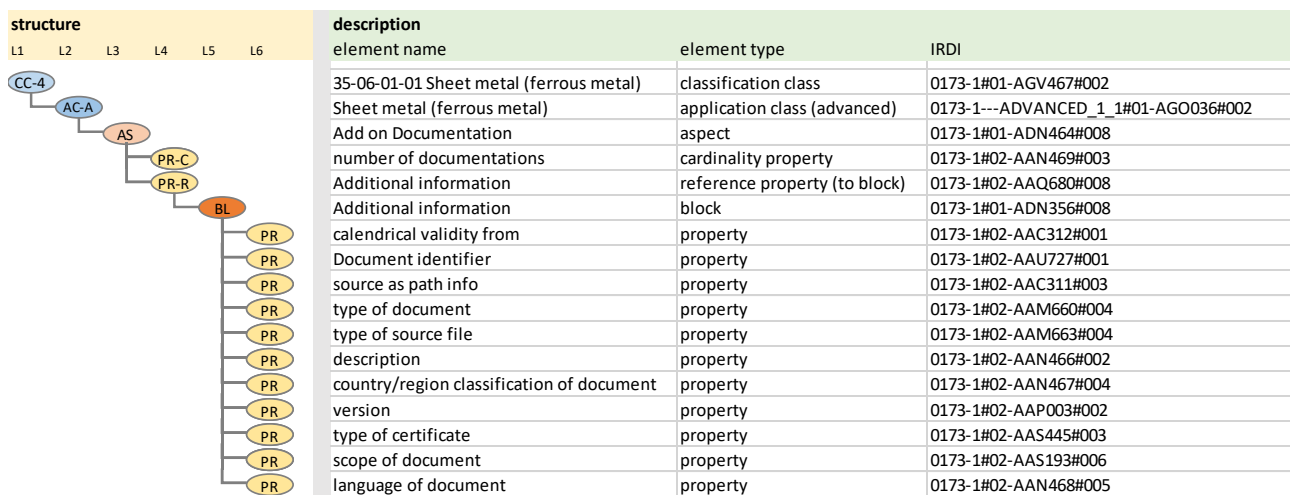 structure description
L1 L2 L3 L4 L5 L6 element name element type IRDI
CC-4 35-06-01-01 Sheet metal (ferrous metal) classification class 0173-1#01-AGV467#002
AC-A Sheet metal (ferrous metal) application class (advanced) 0173-1---ADVANCED_1_1#01-AGO036#002
AS Add on Documentation aspect 0173-1#01-ADN464#008
PR-C number of documentations cardinality property 0173-1#02-AAN469#003
PR-R Additional information reference property (to block) 0173-1#02-AAQ680#008
BL Additional information block 0173-1#01-ADN356#008
PR calendrical validity from property 0173-1#02-AAC312#001
PR Document identifier property 0173-1#02-AAU727#001
PR source as path info property 0173-1#02-AAC311#003
PR type of document property 0173-1#02-AAM660#004
PR type of source file property 0173-1#02-AAM663#004
PR description property 0173-1#02-AAN466#002
PR country/region classification of document property 0173-1#02-AAN467#004
PR version property 0173-1#02-AAP003#002
PR type of certificate property 0173-1#02-AAS445#003
PR scope of document property 0173-1#02-AAS193#006
PR language of document property 0173-1#02-AAN468#005